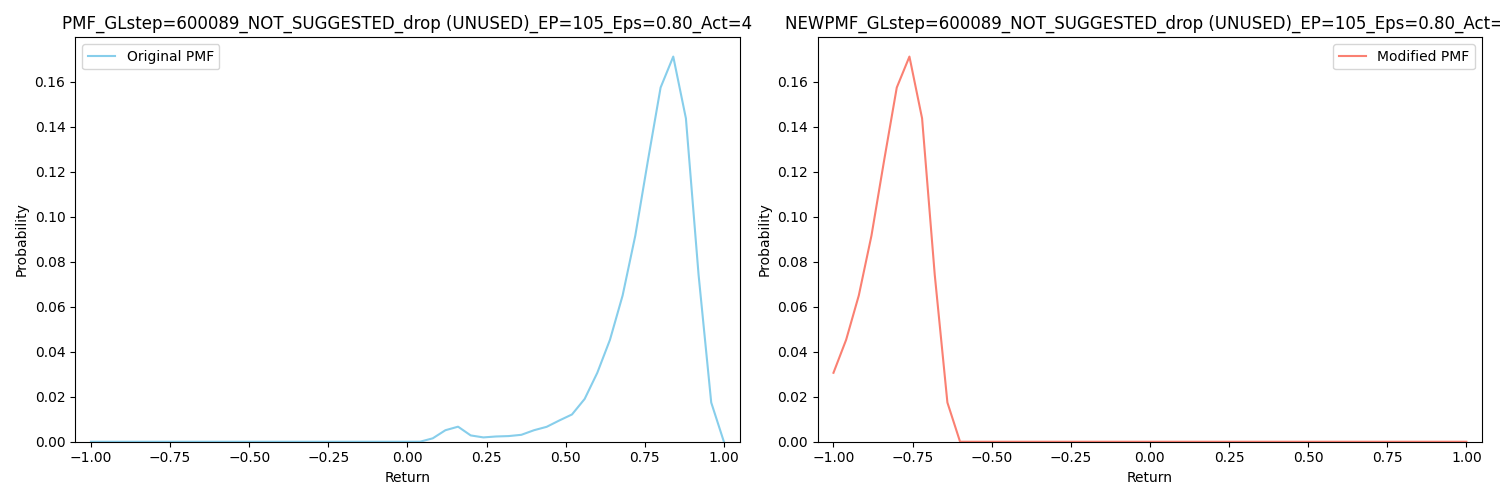 PMF_GLstep=600089_NOT_SUGGESTED_drop (UNUSED)_EP=105_Eps=0.80_Act=4
Original PMF
Probability
0.16
0.14
0.12
0.10
0.08
0.06
0.04
0.02
0.00
−1.00 −0.75 −0.50 −0.25 0.00 0.25 0.50 0.75 1.00
Return
NEWPMF_GLstep=600089_NOT_SUGGESTED_drop (UNUSED)_EP=105_Eps=0.80_Act=
Modified PMF
Probability
0.16
0.14
0.12
0.10
0.08
0.06
0.04
0.02
0.00
−1.00 −0.75 −0.50 −0.25 0.00 0.25 0.50 0.75 1.00
Return